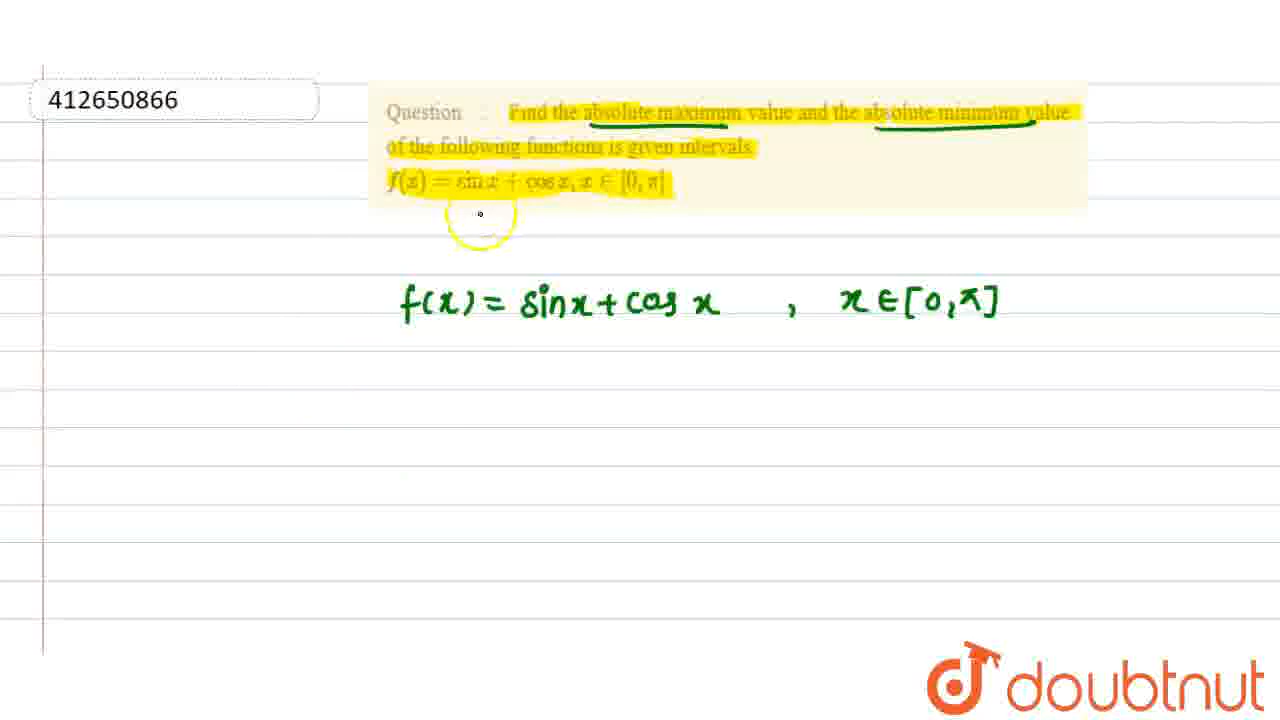 412650866
Question : Find the absolute maximum value and the absolute minimum value
of the following functions is given intervals
f(x) = sin x + cos x, x ∈ [0, π]
f(x) = sinx + cos x , x ∈ [0, π]
doubtnut